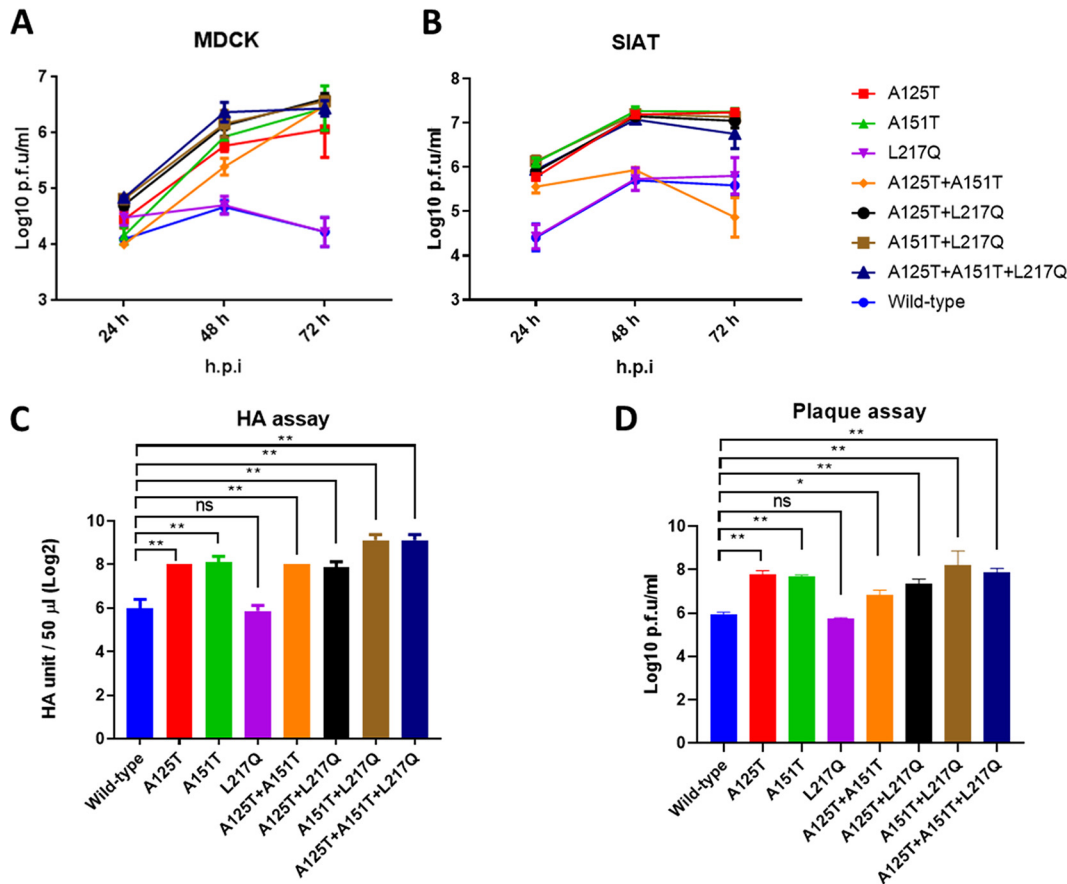 A
MDCK
Log10 p.f.u/ml
7
6
5
4
3
24 h
48 h
72 h
h.p.i
B
SIAT
Log10 p.f.u/ml
8
7
6
5
4
3
24 h
48 h
72 h
h.p.i
A125T
A151T
L217Q
A125T+A151T
A125T+L217Q
A151T+L217Q
A125T+A151T+L217Q
Wild-type
C
HA assay
**
**
**
**
ns
**
**
HA unit / 50 µl (Log2)
10
8
6
4
2
0
Wild-type
A125T
A151T
L217Q
A125T+A151T
A125T+L217Q
A151T+L217Q
A125T+A151T+L217Q
D
Plaque assay
**
**
**
*
ns
**
**
Log10 p.f.u/ml
10
8
6
4
2
0
Wild-type
A125T
A151T
L217Q
A125T+A151T
A125T+L217Q
A151T+L217Q
A125T+A151T+L217Q